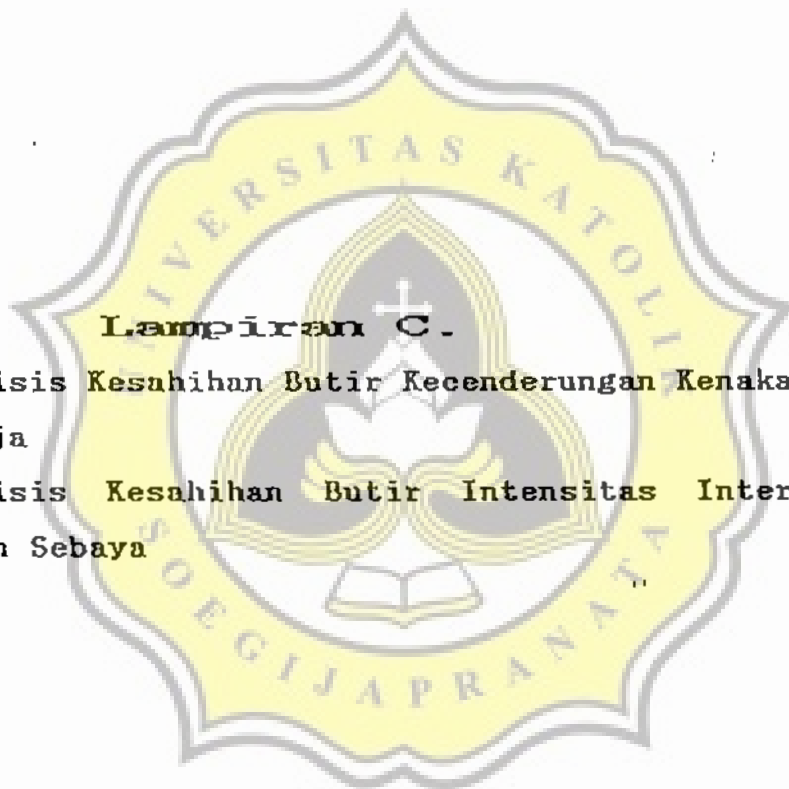 UNIVERSITAS KATOLIK
Lampiran C.
isis Kesahihan Butir Kecenderungan Kenaka
ja
isis Kesahihan Butir Intensitas Inter
n Sebaya
SOEGIJAPRANATA